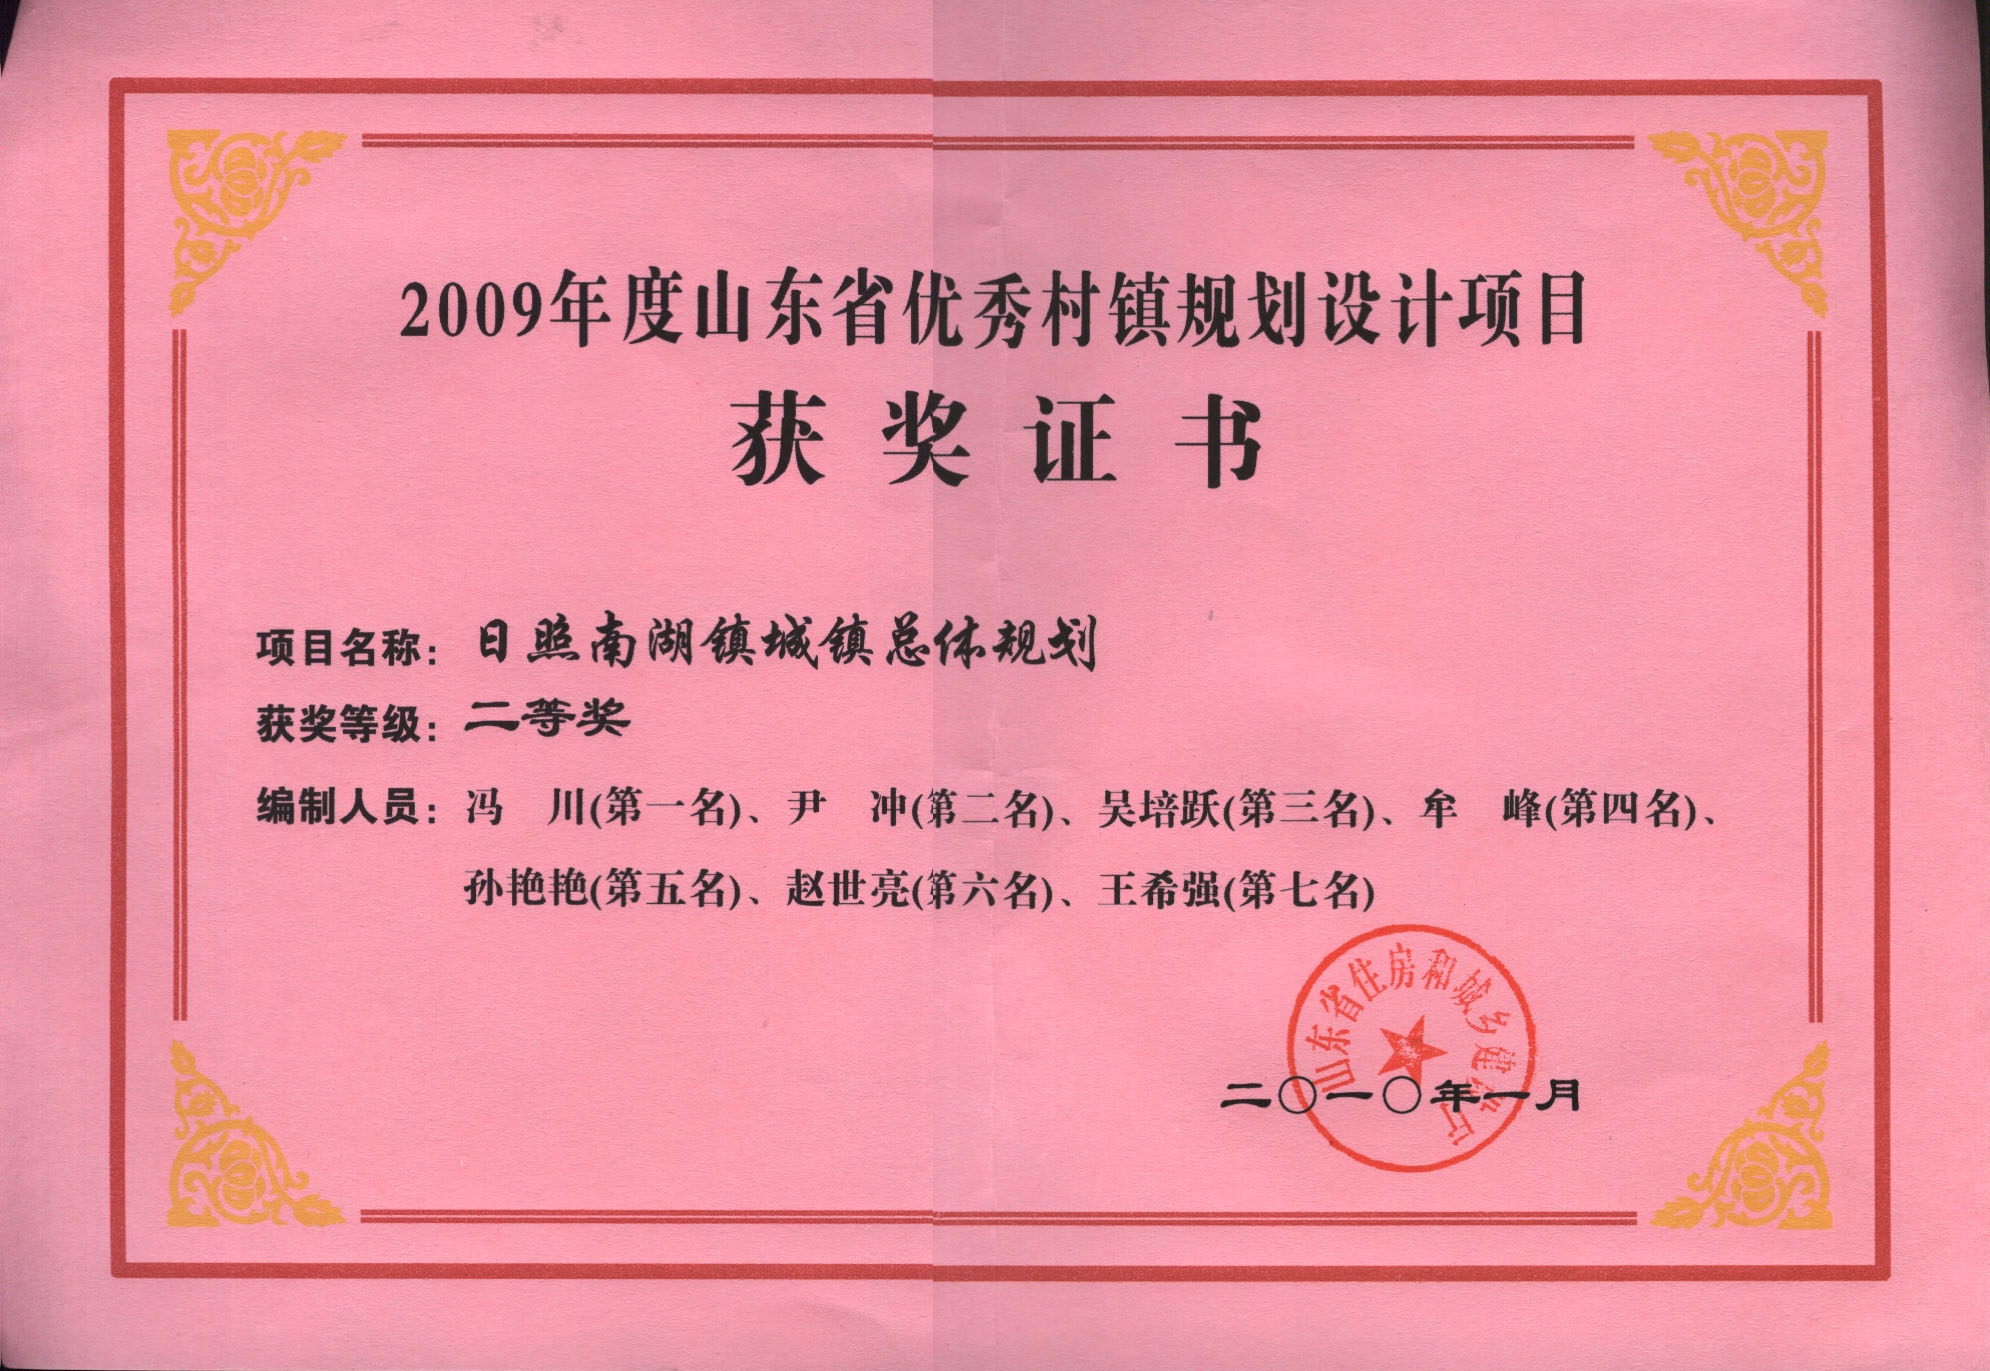 2009年度山东省优秀村镇规划设计项目
获奖证书
项目名称：日照南湖镇城镇总体规划
获奖等级：二等奖
编制人员：冯　川(第一名)、尹　冲(第二名)、吴培跃(第三名)、牟　峰(第四名)、
孙艳艳(第五名)、赵世亮(第六名)、王希强(第七名)
山东省住房和城乡建设厅
二〇一〇年一月